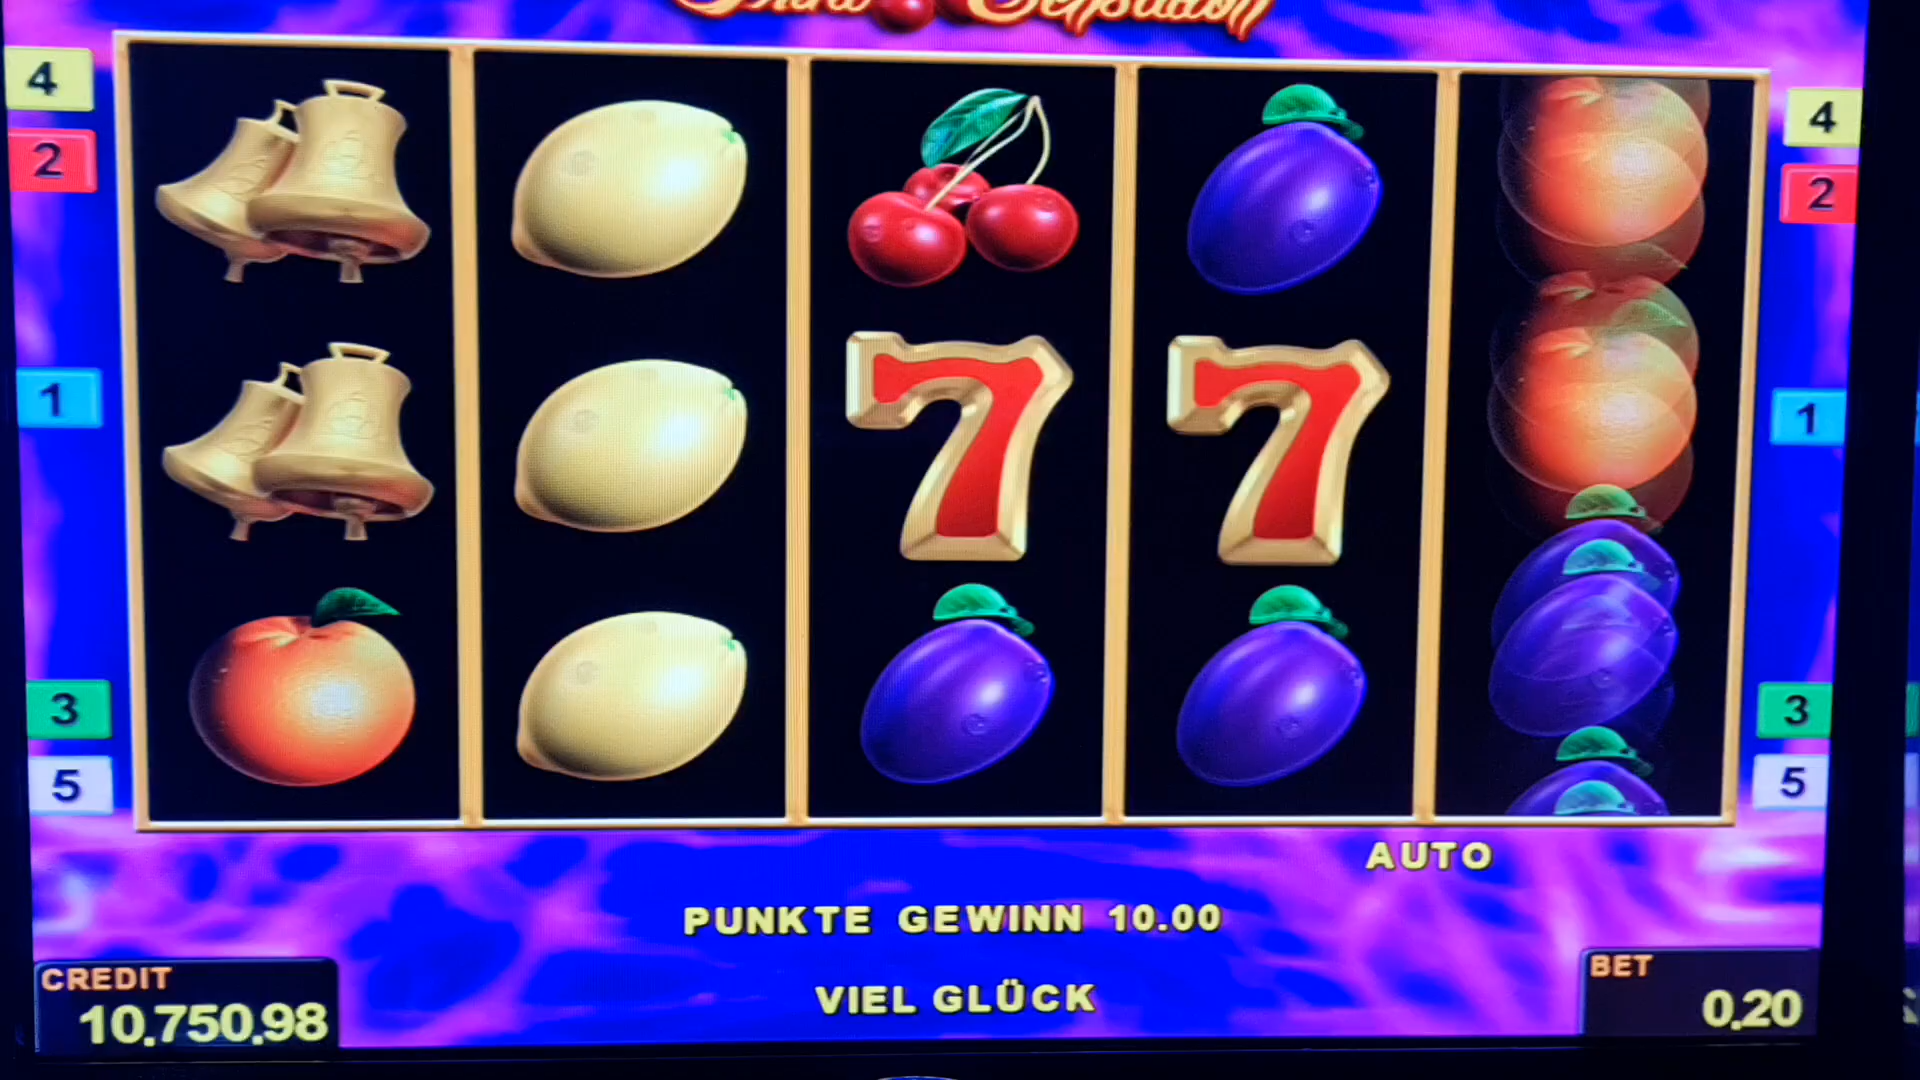 Sensation
4 4
2 2
1 1
3 3
5 5
AUTO
PUNKTE GEWINN 10.00
VIEL GLÜCK
CREDIT
10.750.98
BET
0.20